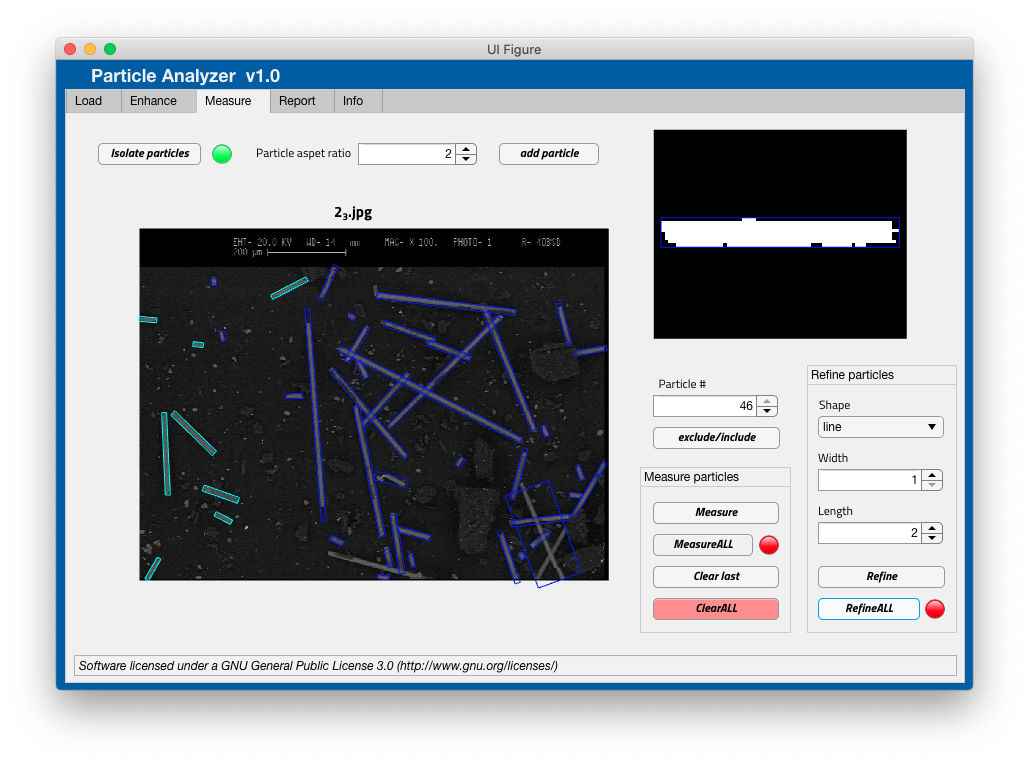 UI Figure
Particle Analyzer v1.0
Load Enhance Measure Report Info
Isolate particles Particle aspet ratio 2 add particle
2₃.jpg
EHT- 20.0 KV WD- 14 mm MAG- X 100. PHOTO- 1
200 µm
Particle #
46
exclude/include
Measure particles
Measure
MeasureALL
Clear last
ClearALL
Refine particles
Shape
line
Width
1
Length
2
Refine
RefineALL
Software licensed under a GNU General Public License 3.0 (http://www.gnu.org/licenses/)